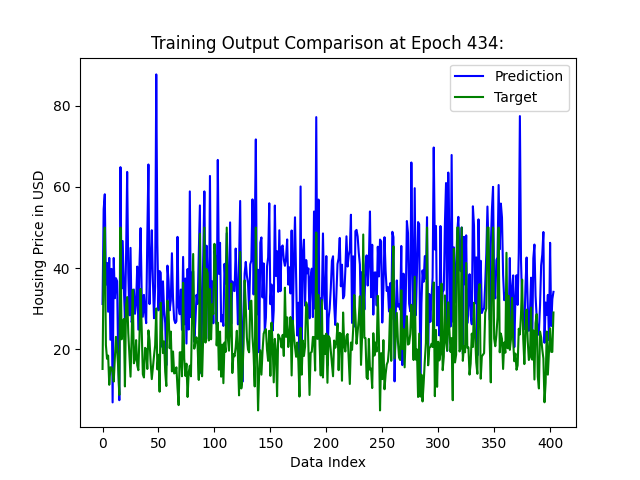 Training Output Comparison at Epoch 434:
Prediction
Target
80
60
40
20
Housing Price in USD
0 50 100 150 200 250 300 350 400
Data Index